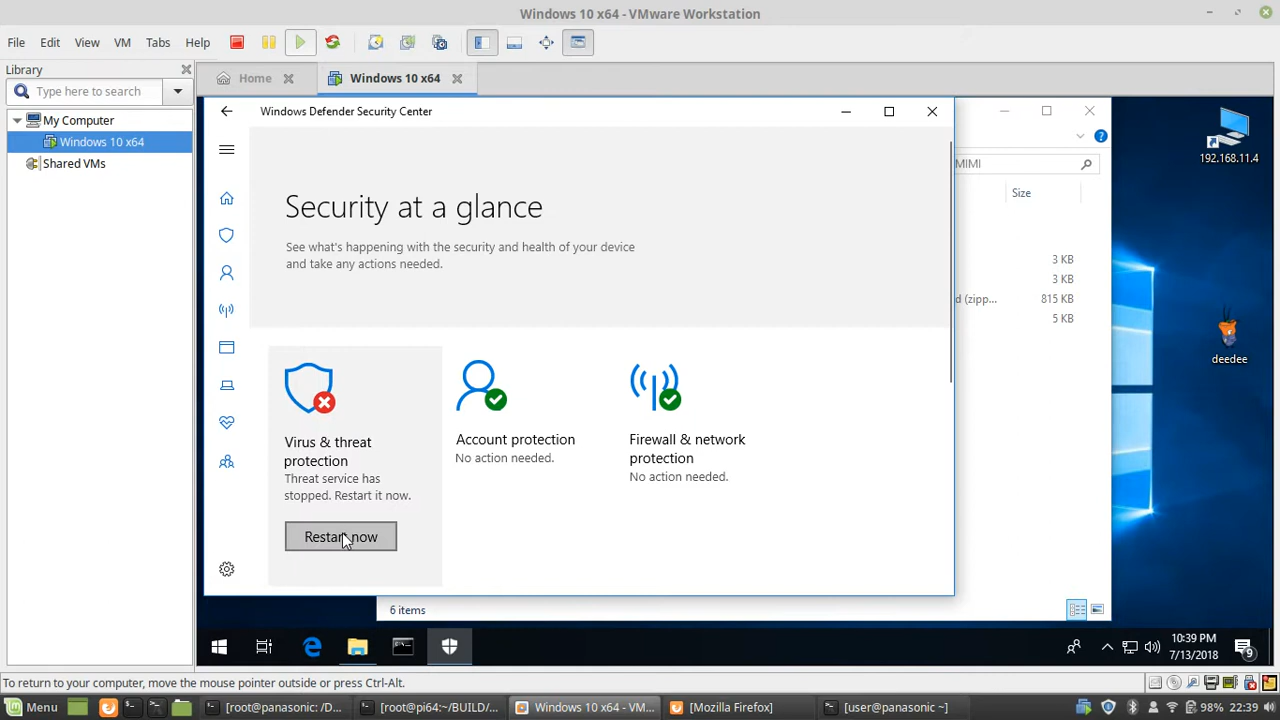 Windows 10 x64 - VMware Workstation
File Edit View VM Tabs Help
Library
Type here to search
My Computer
Windows 10 x64
Shared VMs
Home
Windows 10 x64
Windows Defender Security Center
Security at a glance
See what's happening with the security and health of your device
and take any actions needed.
Virus & threat
protection
Threat service has
stopped. Restart it now.
Restart now
Account protection
No action needed.
Firewall & network
protection
No action needed.
MIMI
Size
3 KB
3 KB
d (zipp... 815 KB
5 KB
6 items
192.168.11.4
deedee
10:39 PM
7/13/2018
9
To return to your computer, move the mouse pointer outside or press Ctrl-Alt.
Menu
[root@panasonic: /D...
[root@pi64:~/BUILD/...
Windows 10 x64 - VM...
[Mozilla Firefox]
[user@panasonic ~]
98%
22:39